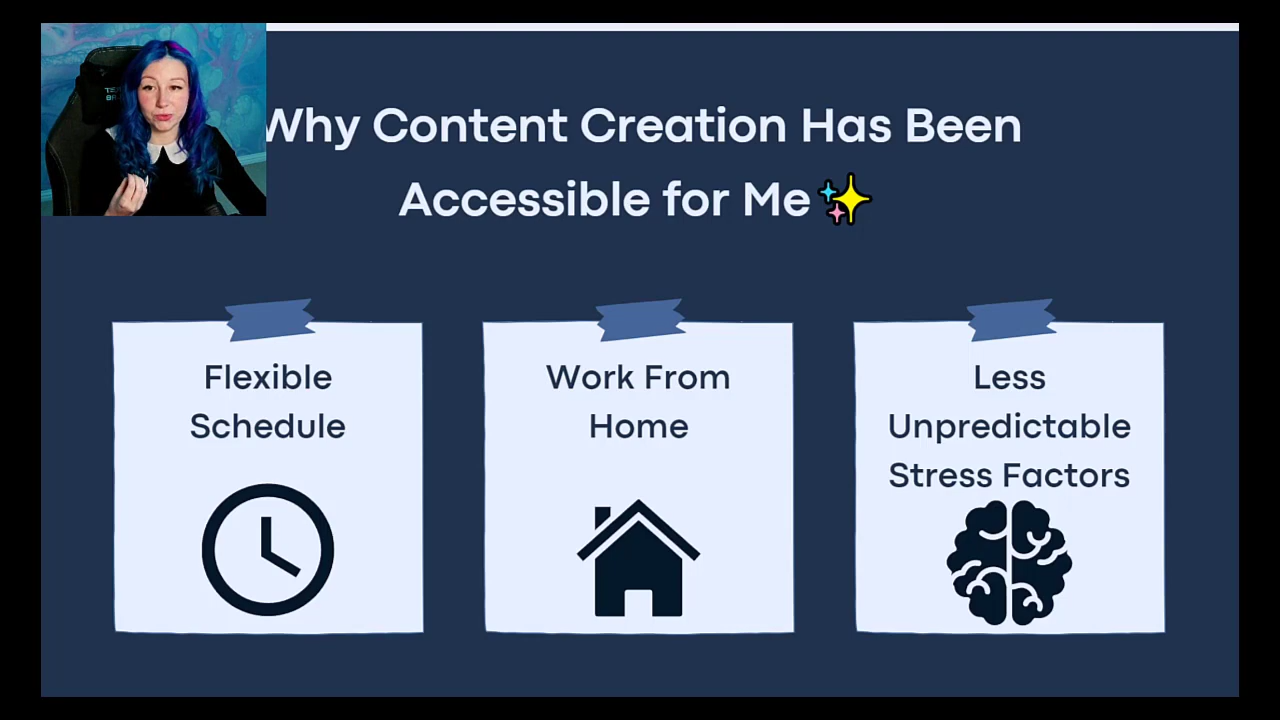 Why Content Creation Has Been
Accessible for Me
Flexible
Schedule
Work From
Home
Less
Unpredictable
Stress Factors